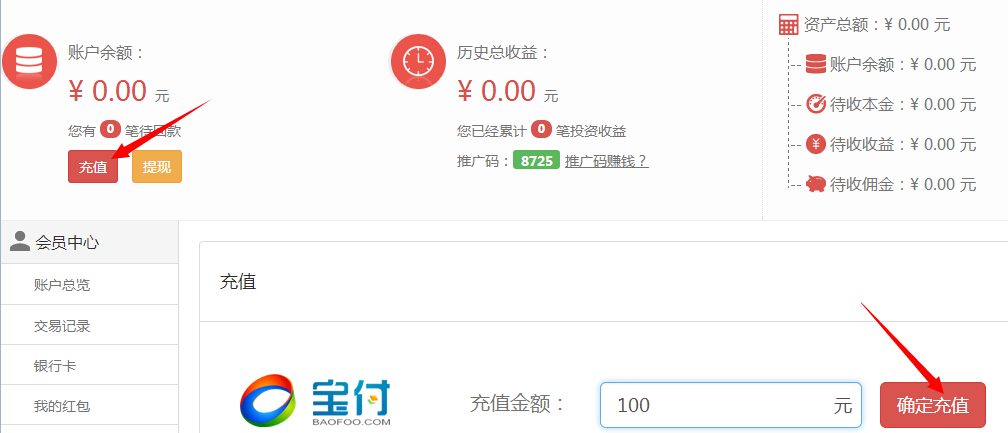 账户余额：
¥ 0.00 元
您有 0 笔待回款
充值 提现
历史总收益：
¥ 0.00 元
您已经累计 0 笔投资收益
推广码： 8725 推广码赚钱？
资产总额：¥ 0.00 元
账户余额：¥ 0.00 元
待收本金：¥ 0.00 元
待收收益：¥ 0.00 元
待收佣金：¥ 0.00 元
会员中心
账户总览
交易记录
银行卡
我的红包
充值
宝付
BAOFOO.COM
充值金额： 100 元 确定充值